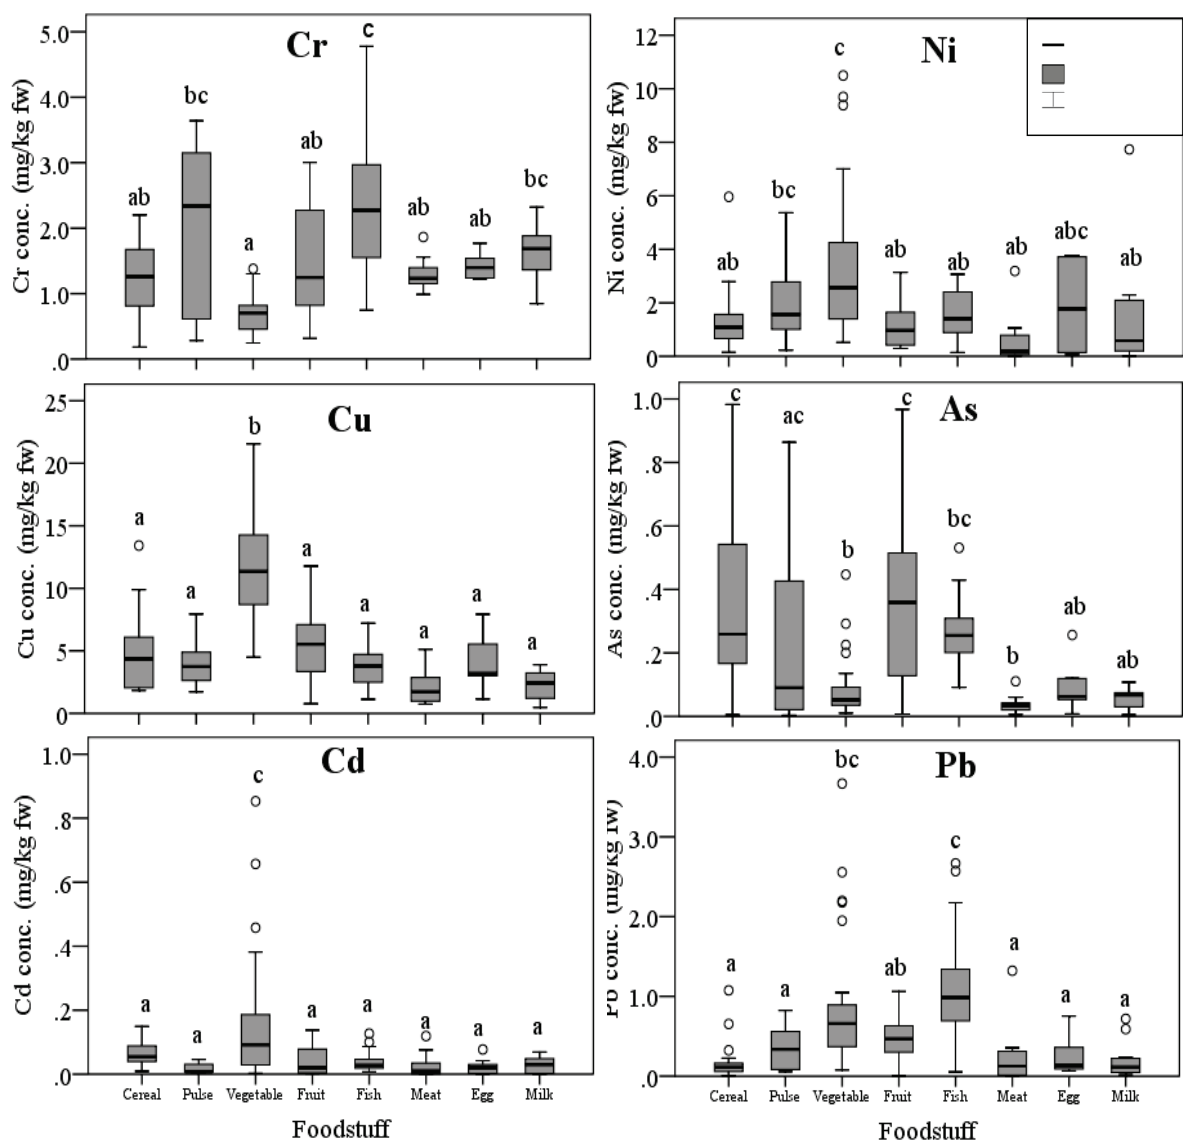 Cr
Cr conc. (mg/kg fw)
5.0
4.0
3.0
2.0
1.0
.0
ab
bc
a
ab
c
ab
ab
bc
Ni
Ni conc. (mg/kg fw)
12
10
8
6
4
2
0
ab
bc
c
ab
ab
ab
abc
ab
Cu
Cu conc. (mg/kg fw)
25
20
15
10
5
0
a
a
b
a
a
a
a
a
As
As conc. (mg/kg fw)
1.0
.8
.6
.4
.2
.0
c
ac
b
c
bc
b
ab
ab
Cd
Cd conc. (mg/kg fw)
1.0
.8
.6
.4
.2
.0
a
a
c
a
a
a
a
a
Cereal Pulse Vegetable Fruit Fish Meat Egg Milk
Foodstuff
Pb
Pb conc. (mg/kg fw)
4.0
3.0
2.0
1.0
.0
a
a
bc
ab
c
a
a
a
Cereal Pulse Vegetable Fruit Fish Meat Egg Milk
Foodstuff